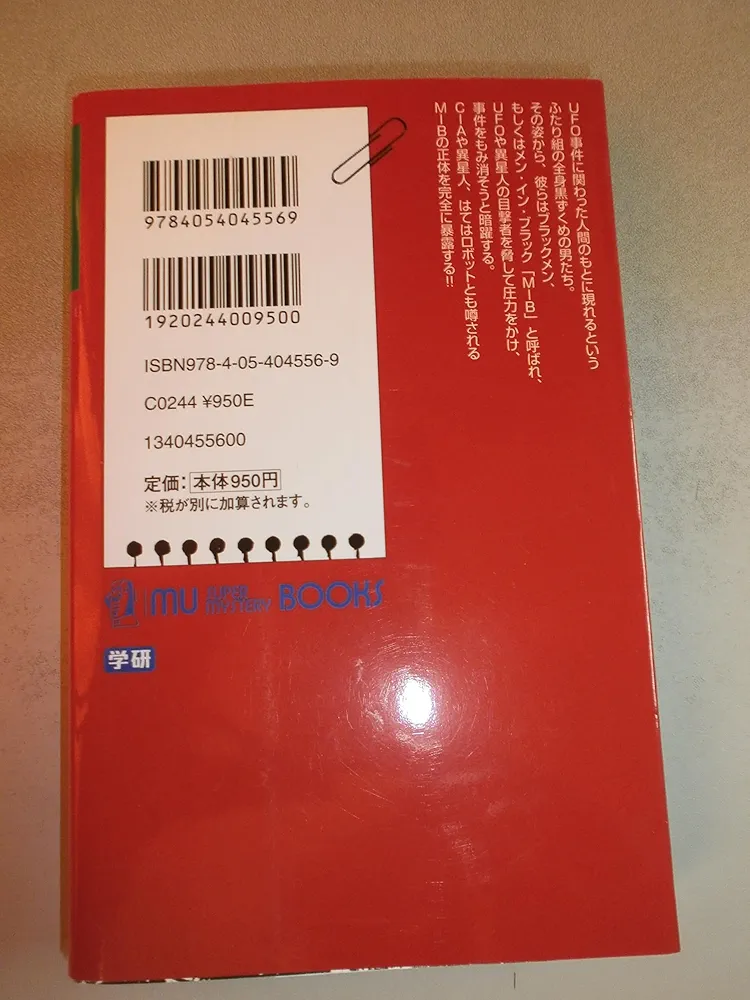 UFO事件に関わった人間のもとに現れるという
ふたり組の全身黒ずくめの男たち。
その姿から、彼らはブラックメン、
もしくはメン・イン・ブラック「MIB」と呼ばれ、
UFOや異星人の目撃者を脅して圧力をかけ、
事件をもみ消そうと暗躍する。
CIAや異星人、はてはロボットとも噂される
MIBの正体を完全に暴露する!!
9784054045569
1920244009500
ISBN978-4-05-404556-9
C0244 ¥950E
1340455600
定価:本体950円
※税が別に加算されます。
MU SUPER MYSTERY BOOKS
学研